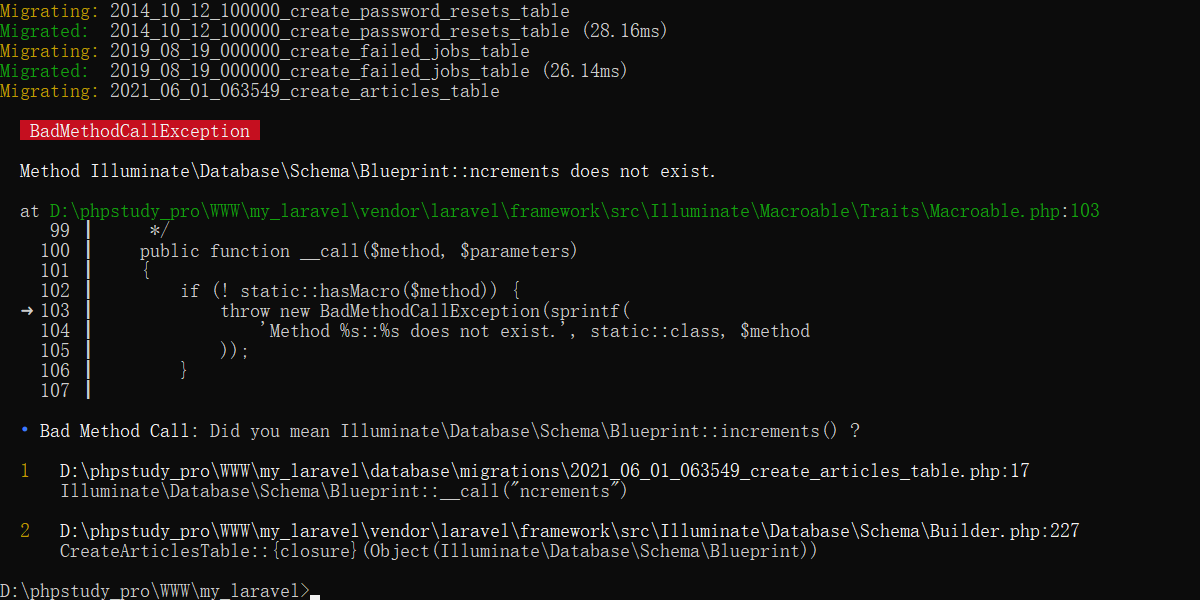 Migrating: 2014_10_12_100000_create_password_resets_table
Migrated:  2014_10_12_100000_create_password_resets_table (28.16ms)
Migrating: 2019_08_19_000000_create_failed_jobs_table
Migrated:  2019_08_19_000000_create_failed_jobs_table (26.14ms)
Migrating: 2021_06_01_063549_create_articles_table
BadMethodCallException
Method Illuminate\Database\Schema\Blueprint::ncrements does not exist.
at D:\phpstudy_pro\WWW\my_laravel\vendor\laravel\framework\src\Illuminate\Macroable\Traits\Macroable.php:103
99 | */
100 | public function __call($method, $parameters)
101 | {
102 | if (! static::hasMacro($method)) {
➜ 103 | throw new BadMethodCallException(sprintf(
104 | 'Method %s::%s does not exist.', static::class, $method
105 | ));
106 | }
107 |
• Bad Method Call: Did you mean Illuminate\Database\Schema\Blueprint::increments() ?
1 D:\phpstudy_pro\WWW\my_laravel\database\migrations\2021_06_01_063549_create_articles_table.php:17
Illuminate\Database\Schema\Blueprint::__call("ncrements")
2 D:\phpstudy_pro\WWW\my_laravel\vendor\laravel\framework\src\Illuminate\Database\Schema\Builder.php:227
CreateArticlesTable::{closure}(Object(Illuminate\Database\Schema\Blueprint))
D:\phpstudy_pro\WWW\my_laravel>